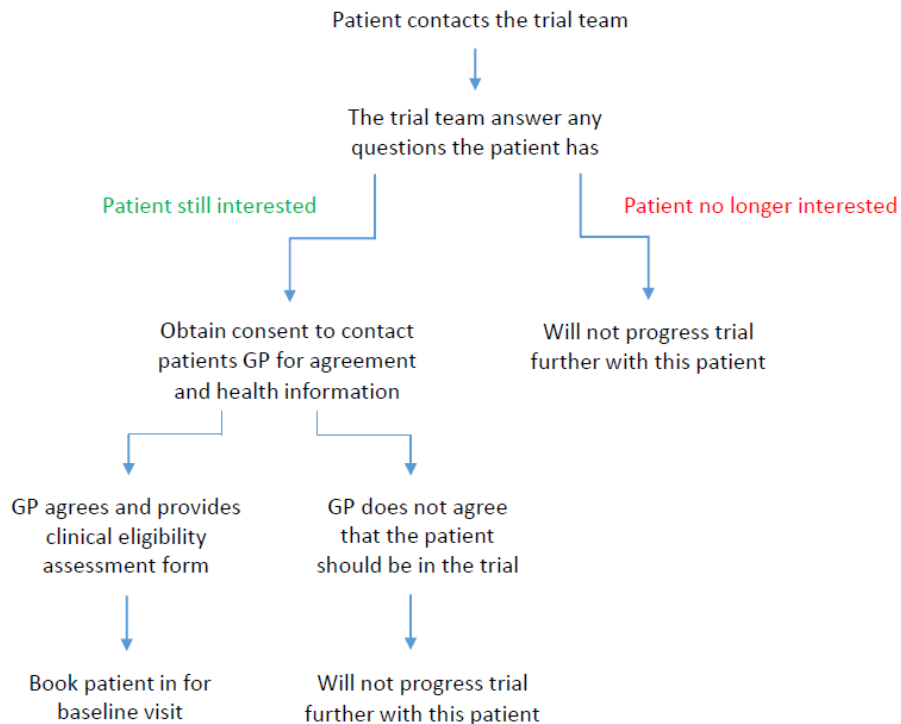 Patient contacts the trial team
The trial team answer any
questions the patient has
Patient still interested
Patient no longer interested
Obtain consent to contact
patients GP for agreement
and health information
Will not progress trial
further with this patient
GP agrees and provides
clinical eligibility
assessment form
GP does not agree
that the patient
should be in the trial
Book patient in for
baseline visit
Will not progress trial
further with this patient